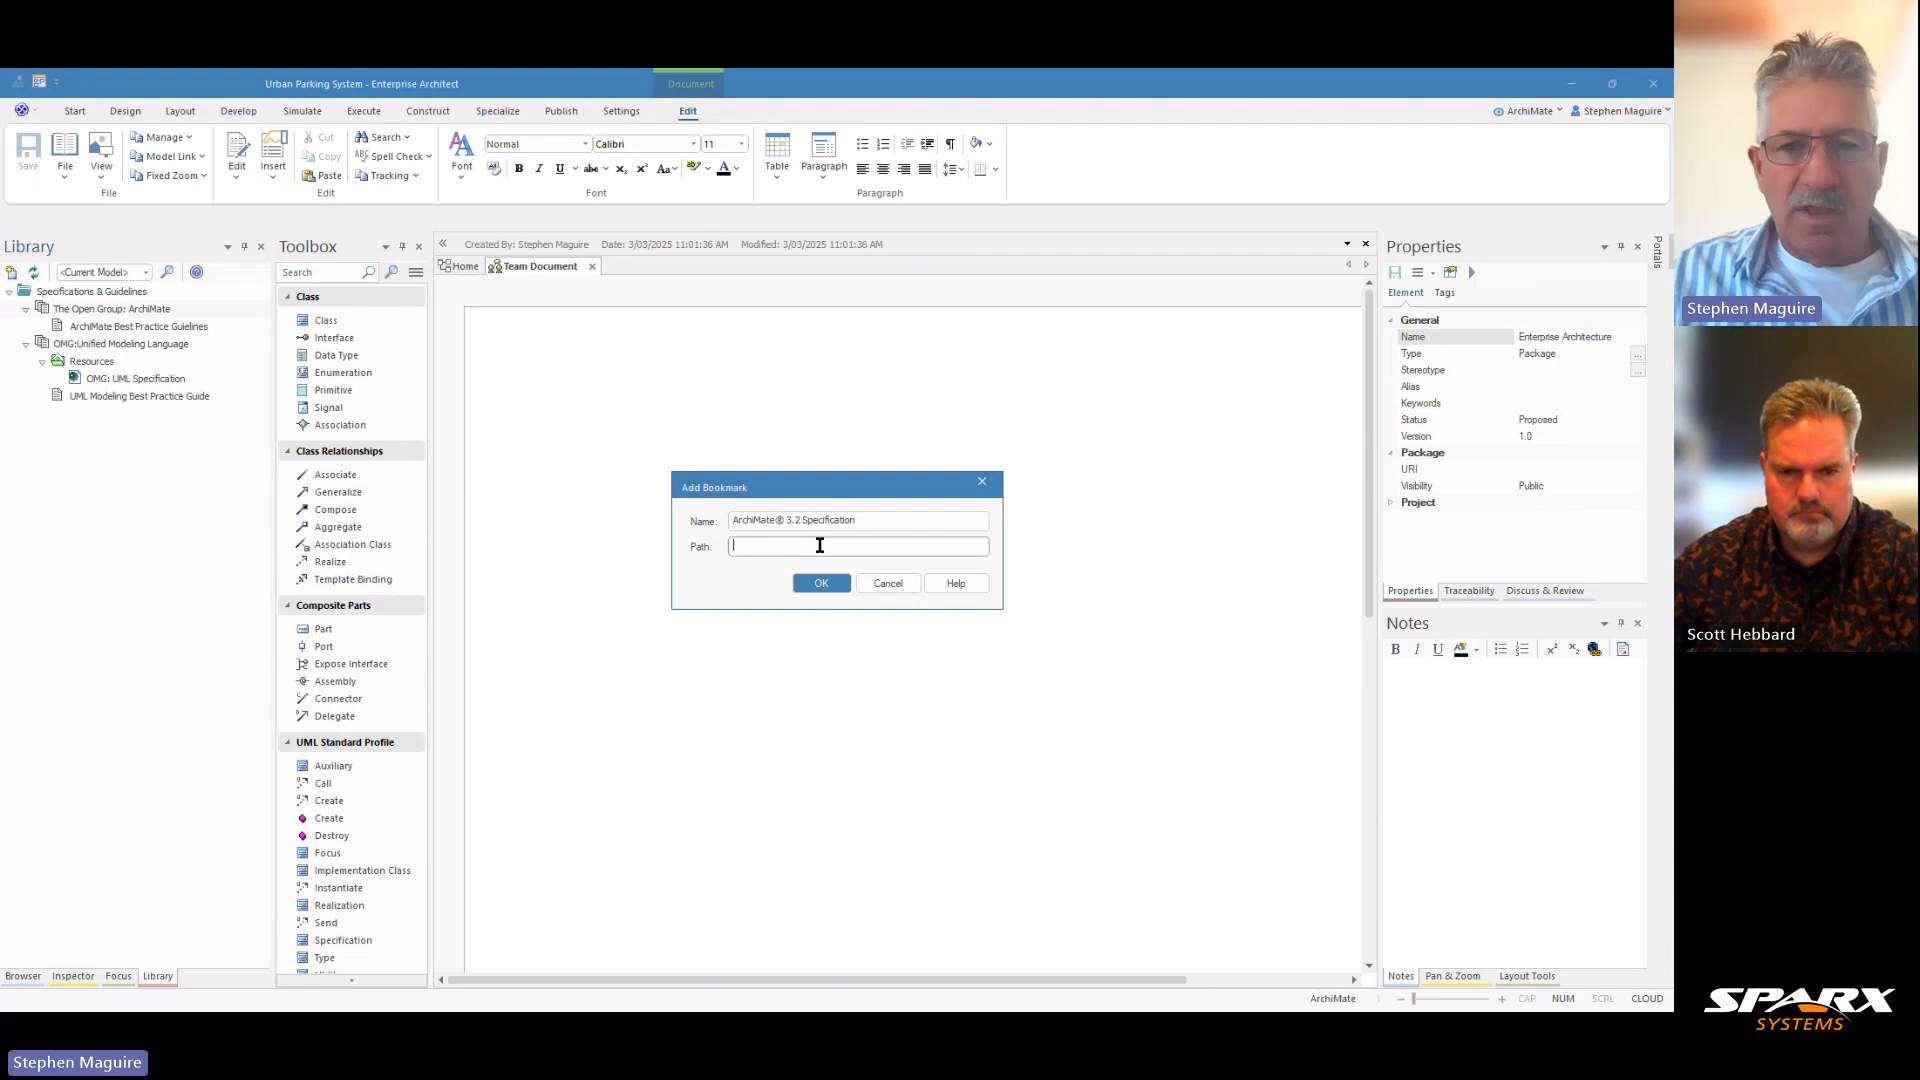 Urban Parking System - Enterprise Architect
Document
Start Design Layout Develop Simulate Execute Construct Specialize Publish Settings Edit
ArchiMate Stephen Maguire
Save
File
View
Manage
Model Link
Fixed Zoom
File
Edit
Insert
Cut
Copy
Paste
Search
Spell Check
Tracking
Edit
Font
Normal Calibri 11
B I U abc
Font
Table
Paragraph
Paragraph
Library
<Current Model>
Specifications & Guidelines
The Open Group: ArchiMate
ArchiMate Best Practice Guielines
OMG:Unified Modeling Language
Resources
OMG: UML Specification
UML Modeling Best Practice Guide
Browser Inspector Focus Library
Toolbox
Search
Class
Class
Interface
Data Type
Enumeration
Primitive
Signal
Association
Class Relationships
Associate
Generalize
Compose
Aggregate
Association Class
Realize
Template Binding
Composite Parts
Part
Port
Expose Interface
Assembly
Connector
Delegate
UML Standard Profile
Auxiliary
Call
Create
Create
Destroy
Focus
Implementation Class
Instantiate
Realization
Send
Specification
Type
Created By: Stephen Maguire Date: 3/03/2025 11:01:36 AM Modified: 3/03/2025 11:01:36 AM
Home Team Document
Add Bookmark
Name: ArchiMate® 3.2 Specification
Path:
OK Cancel Help
Properties
Element Tags
General
Name Enterprise Architecture
Type Package
Stereotype
Alias
Keywords
Status Proposed
Version 1.0
Package
URI
Visibility Public
Project
Properties Traceability Discuss & Review
Notes
B I U
Notes Pan & Zoom Layout Tools
ArchiMate CAP NUM SCRL CLOUD
Portals
Stephen Maguire
Scott Hebbard
SPARX
SYSTEMS
Stephen Maguire